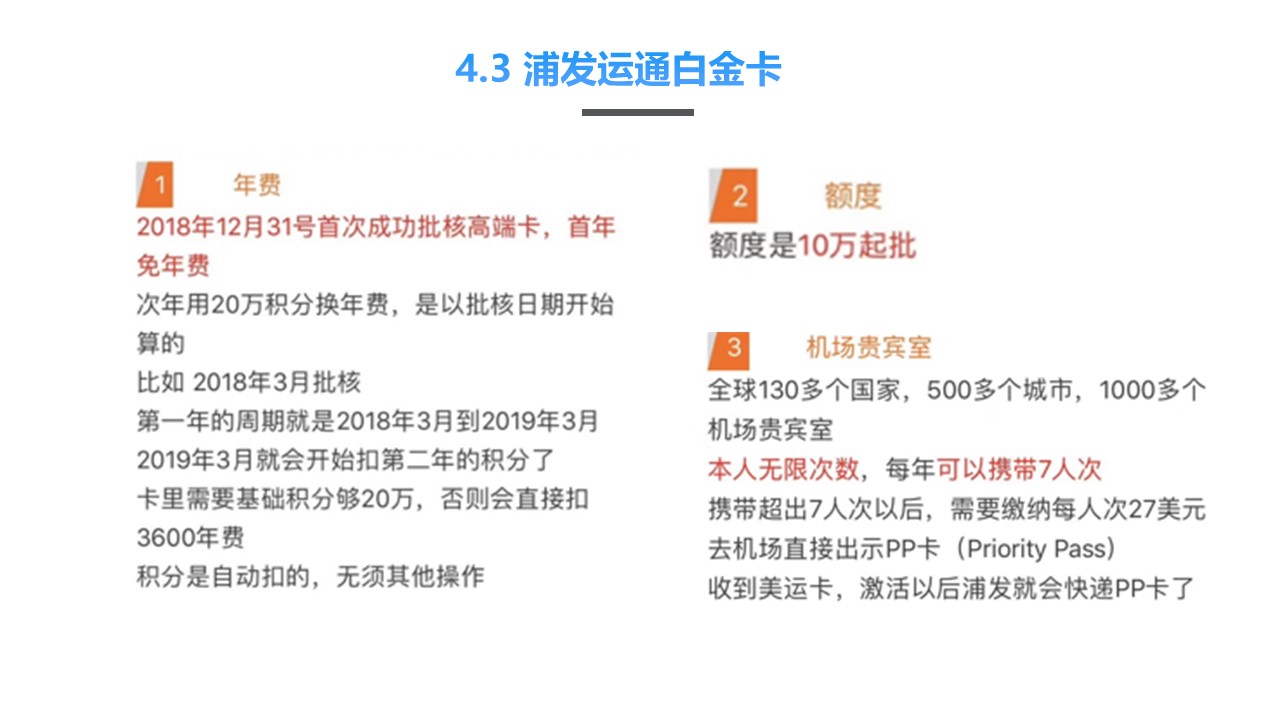 4.3 浦发运通白金卡
1 年费
2018年12月31号首次成功批核高端卡，首年
免年费
次年用20万积分换年费，是以批核日期开始
算的
比如 2018年3月批核
第一年的周期就是2018年3月到2019年3月
2019年3月就会开始扣第二年的积分了
卡里需要基础积分够20万，否则会直接扣
3600年费
积分是自动扣的，无须其他操作
2 额度
额度是10万起批
3 机场贵宾室
全球130多个国家，500多个城市，1000多个
机场贵宾室
本人无限次数，每年可以携带7人次
携带超出7人次以后，需要缴纳每人次27美元
去机场直接出示PP卡（Priority Pass）
收到美运卡，激活以后浦发就会快递PP卡了